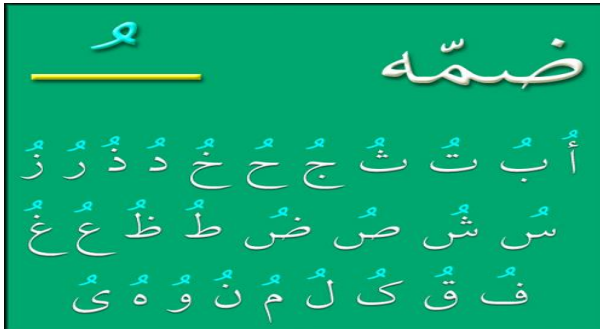 ضمّه ـُ
أُ بُ تُ ثُ جُ حُ خُ دُ ذُ رُ زُ
سُ شُ صُ ضُ طُ ظُ عُ غُ
فُ قُ کُ لُ مُ نُ وُ هُ یُ